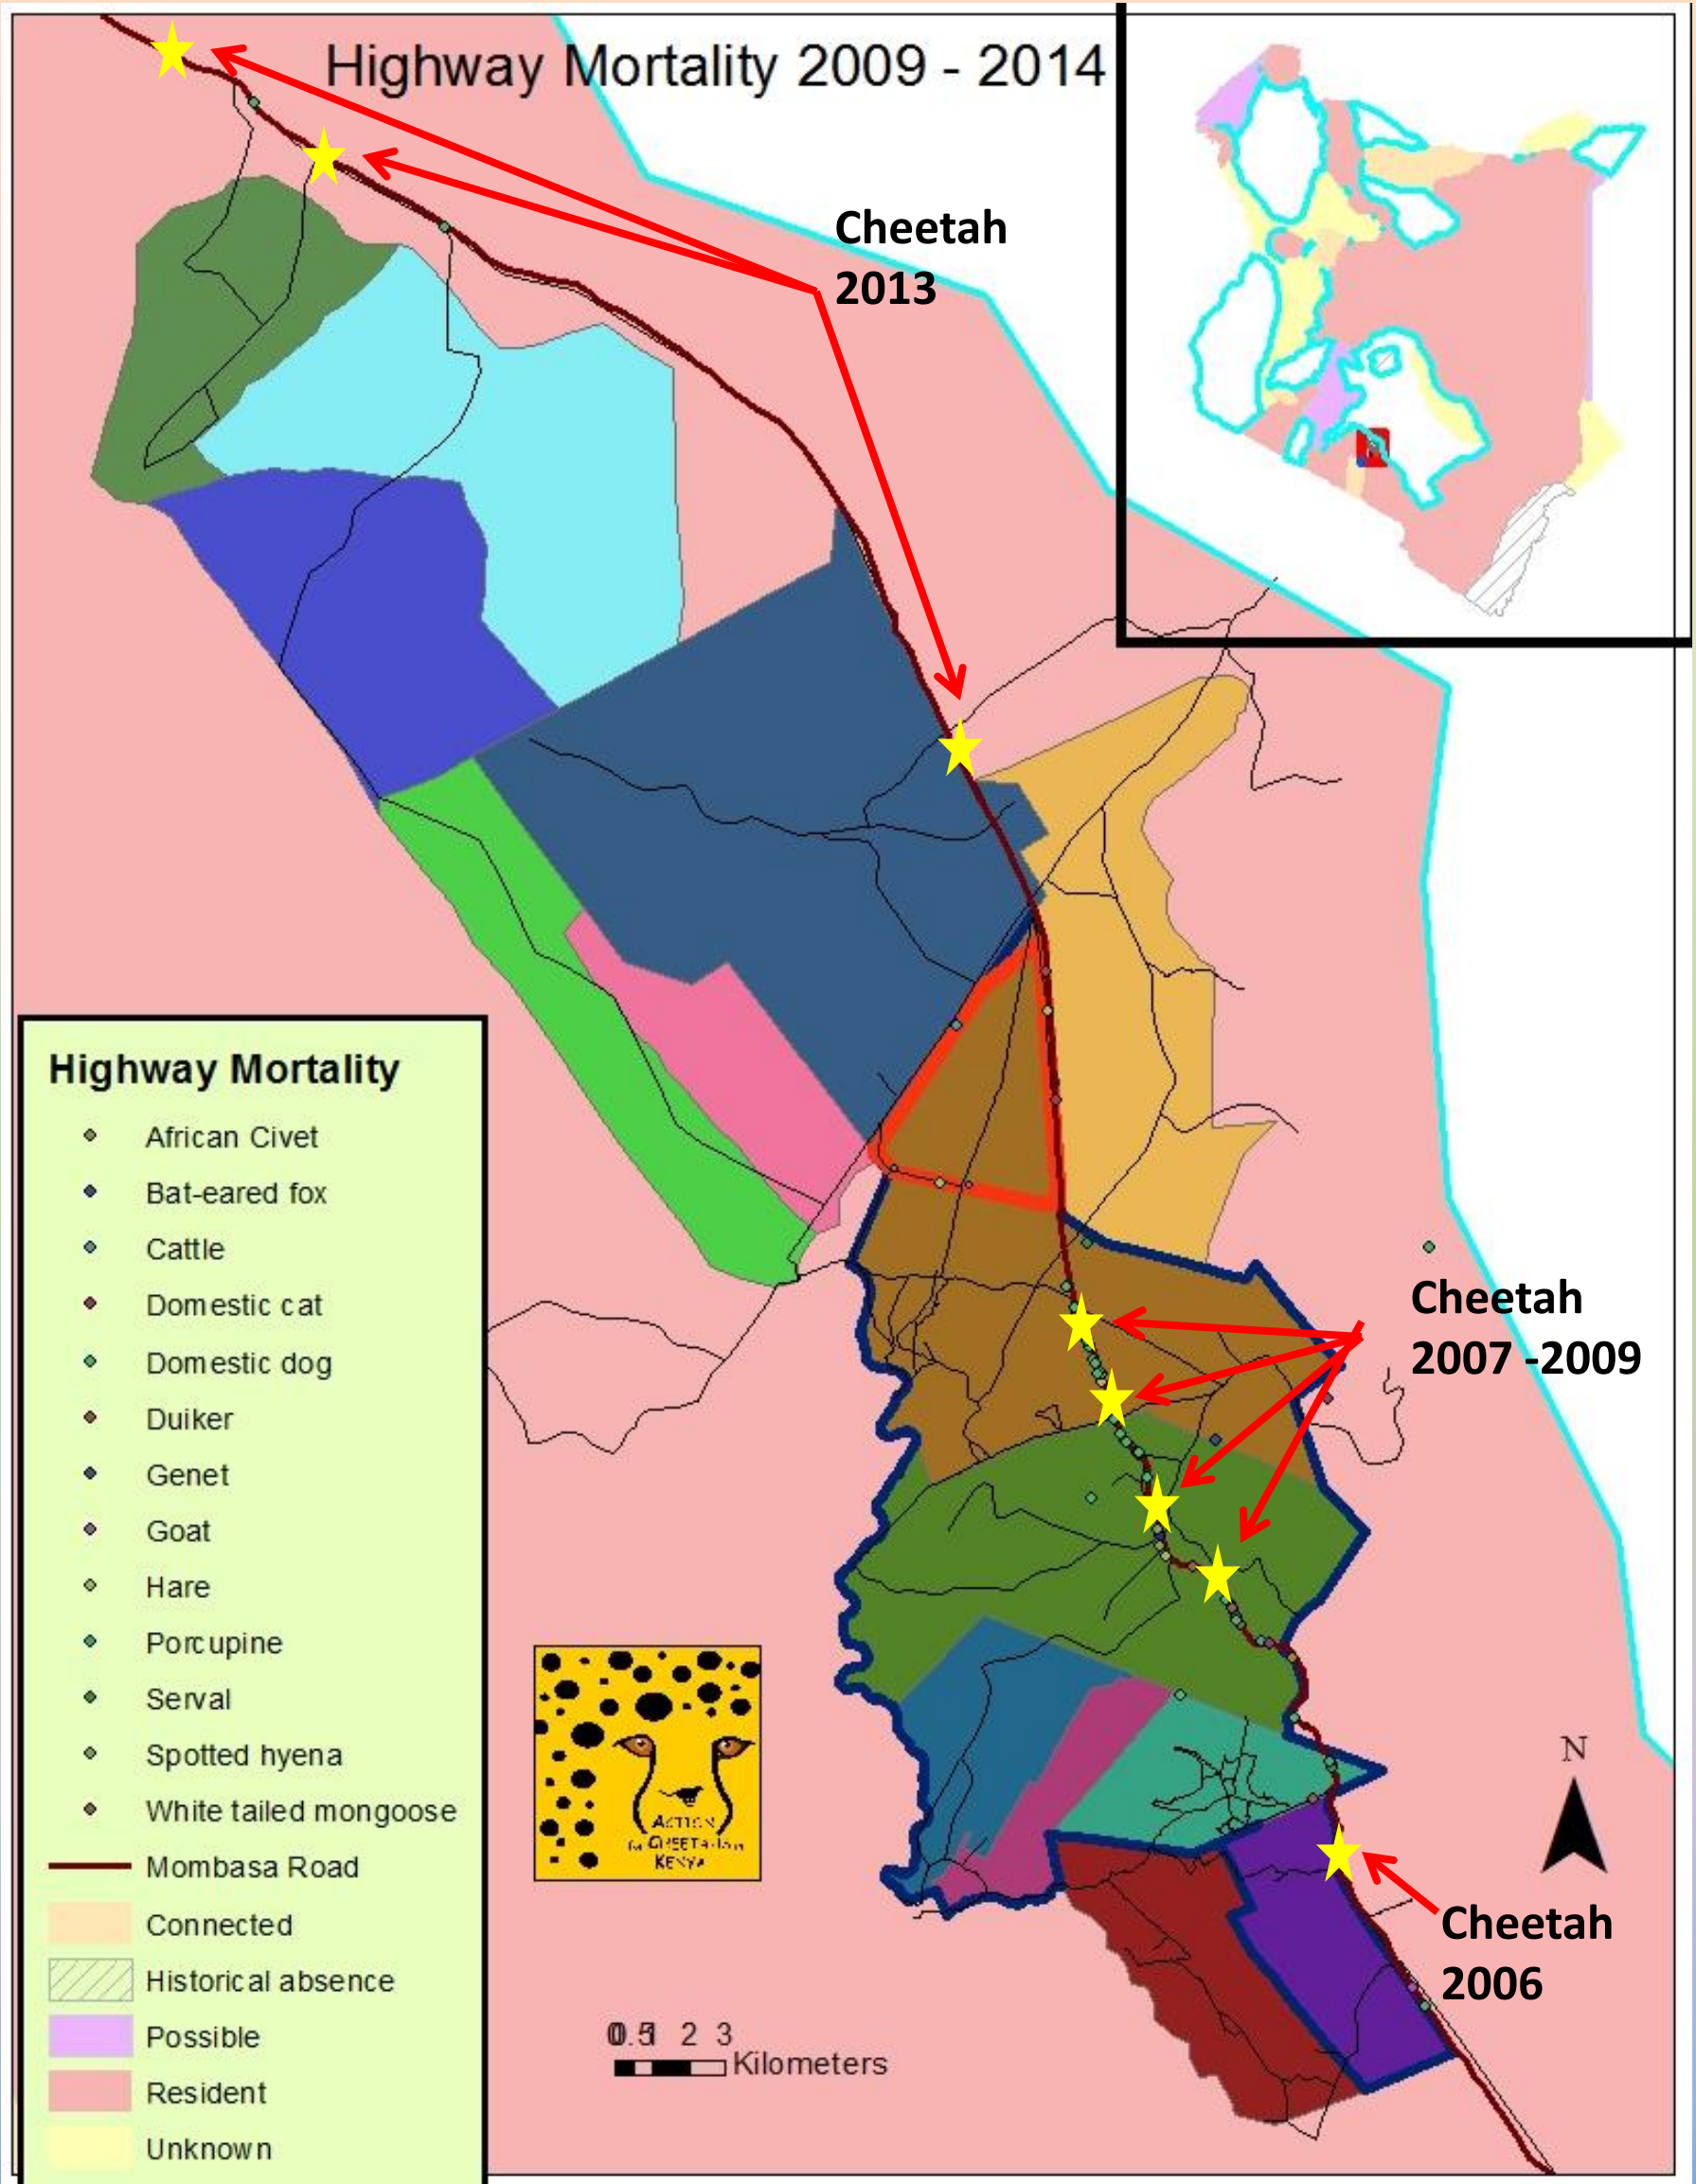 Highway Mortality 2009 - 2014
Cheetah
2013
Highway Mortality
African Civet
Bat-eared fox
Cattle
Domestic cat
Domestic dog
Duiker
Genet
Goat
Hare
Porcupine
Serval
Spotted hyena
White tailed mongoose
Mombasa Road
Connected
Historical absence
Possible
Resident
Unknown
Cheetah
2007 -2009
ACTION
KENYA
N
Cheetah
2006
2 3
Kilometers